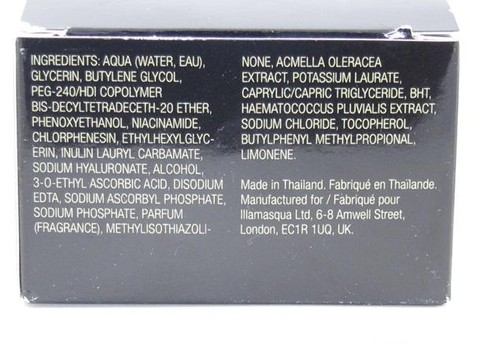 INGREDIENTS: AQUA (WATER, EAU),
GLYCERIN, BUTYLENE GLYCOL,
PEG-240/HDI COPOLYMER
BIS-DECYLTETRADECETH-20 ETHER,
PHENOXYETHANOL, NIACINAMIDE,
CHLORPHENESIN, ETHYLHEXYLGLYC-
ERIN, INULIN LAURYL CARBAMATE,
SODIUM HYALURONATE, ALCOHOL,
3-O-ETHYL ASCORBIC ACID, DISODIUM
EDTA, SODIUM ASCORBYL PHOSPHATE,
SODIUM PHOSPHATE, PARFUM
(FRAGRANCE), METHYLISOTHIAZOLI-
NONE, ACMELLA OLERACEA
EXTRACT, POTASSIUM LAURATE,
CAPRYLIC/CAPRIC TRIGLYCERIDE, BHT,
HAEMATOCOCCUS PLUVIALIS EXTRACT,
SODIUM CHLORIDE, TOCOPHEROL,
BUTYLPHENYL METHYLPROPIONAL,
LIMONENE.
Made in Thailand. Fabriqué en Thaïlande.
Manufactured for / Fabriqué pour
Illamasqua Ltd, 6-8 Amwell Street,
London, EC1R 1UQ, UK.